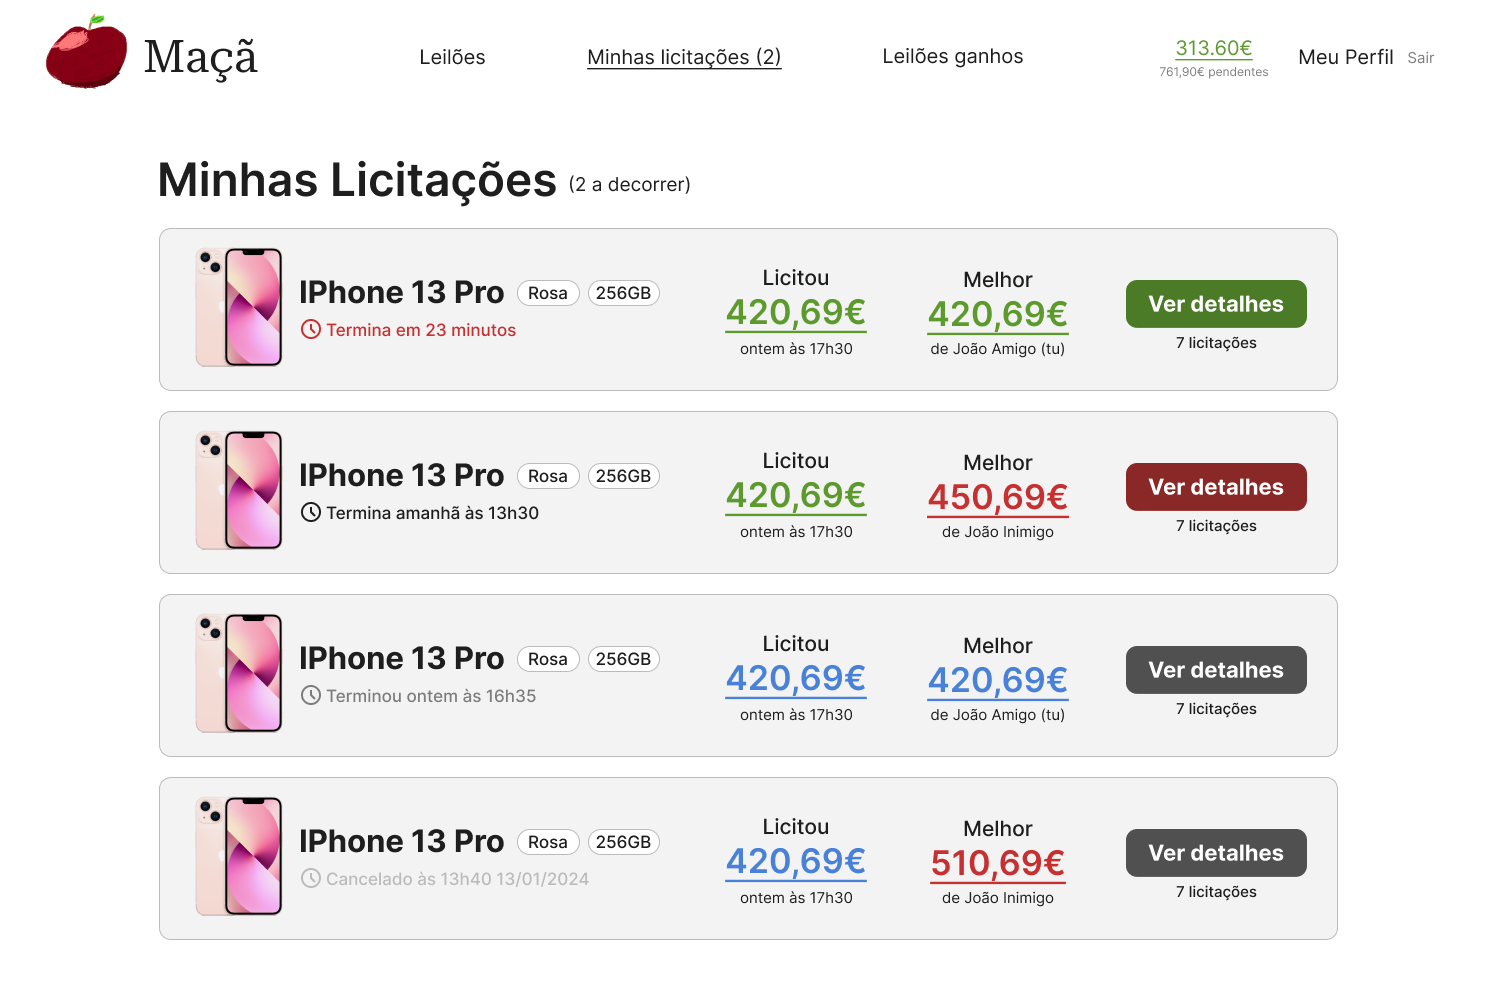 Maçã
Leilões
Minhas licitações (2)
Leilões ganhos
313.60€
761,90€ pendentes
Meu Perfil
Sair
Minhas Licitações (2 a decorrer)
IPhone 13 Pro Rosa 256GB
Termina em 23 minutos
Licitou
420,69€
ontem às 17h30
Melhor
420,69€
de João Amigo (tu)
Ver detalhes
7 licitações
IPhone 13 Pro Rosa 256GB
Termina amanhã às 13h30
Licitou
420,69€
ontem às 17h30
Melhor
450,69€
de João Inimigo
Ver detalhes
7 licitações
IPhone 13 Pro Rosa 256GB
Terminou ontem às 16h35
Licitou
420,69€
ontem às 17h30
Melhor
420,69€
de João Amigo (tu)
Ver detalhes
7 licitações
IPhone 13 Pro Rosa 256GB
Cancelado às 13h40 13/01/2024
Licitou
420,69€
ontem às 17h30
Melhor
510,69€
de João Inimigo
Ver detalhes
7 licitações